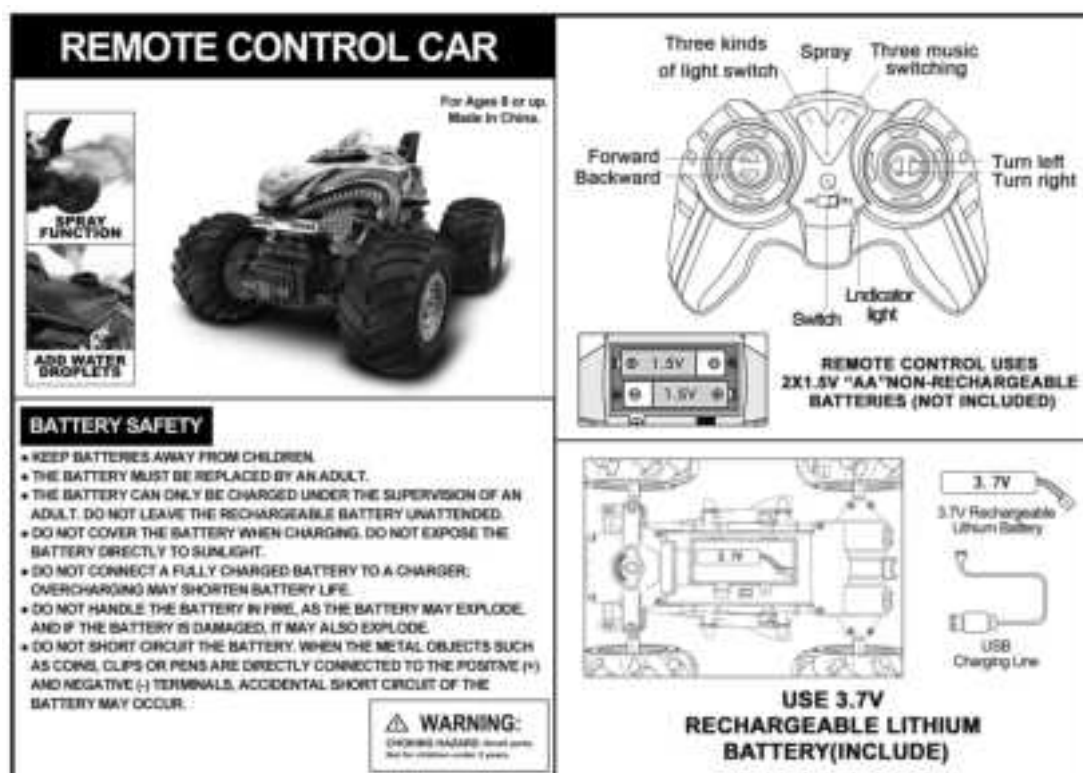 REMOTE CONTROL CAR
For Ages 8 or up.
Made in China.
SPRAY
FUNCTION
ADD WATER
DROPLETS
BATTERY SAFETY
● KEEP BATTERIES AWAY FROM CHILDREN.
● THE BATTERY MUST BE REPLACED BY AN ADULT.
● THE BATTERY CAN ONLY BE CHARGED UNDER THE SUPERVISION OF AN
ADULT. DO NOT LEAVE THE RECHARGEABLE BATTERY UNATTENDED.
● DO NOT COVER THE BATTERY WHEN CHARGING. DO NOT EXPOSE THE
BATTERY DIRECTLY TO SUNLIGHT.
● DO NOT CONNECT A FULLY CHARGED BATTERY TO A CHARGER;
OVERCHARGING MAY SHORTEN BATTERY LIFE.
● DO NOT HANDLE THE BATTERY IN FIRE, AS THE BATTERY MAY EXPLODE,
AND IF THE BATTERY IS DAMAGED, IT MAY ALSO EXPLODE.
● DO NOT SHORT CIRCUIT THE BATTERY. WHEN THE METAL OBJECTS SUCH
AS COINS, CLIPS OR PENS ARE DIRECTLY CONNECTED TO THE POSITIVE (+)
AND NEGATIVE (-) TERMINALS, ACCIDENTAL SHORT CIRCUIT OF THE
BATTERY MAY OCCUR.
⚠ WARNING:
CHOKING HAZARD-Small parts.
Not for children under 3 years.
Three kinds
of light switch
Spray
Three music
switching
Forward
Backward
Turn left
Turn right
Switch
Lndicator
light
1.5V
1.5V
REMOTE CONTROL USES
2X1.5V "AA"NON-RECHARGEABLE
BATTERIES (NOT INCLUDED)
3.7V
3.7V
3.7V Rechargeable
Lithium Battery
USB
Charging Line
USE 3.7V
RECHARGEABLE LITHIUM
BATTERY(INCLUDE)